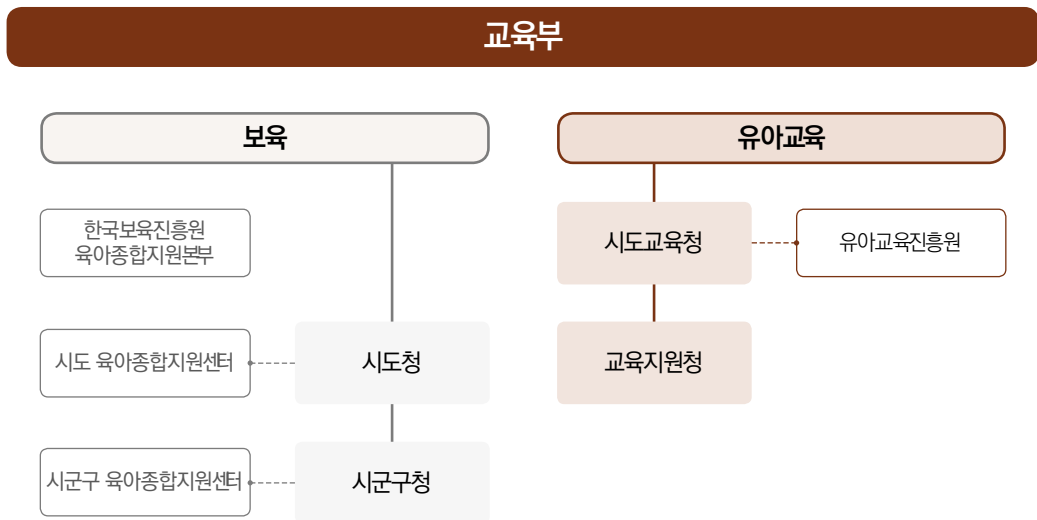 교육부
보육
유아교육
한국보육진흥원
육아종합지원본부
시도교육청
유아교육진흥원
시도 육아종합지원센터
시도청
교육지원청
시군구 육아종합지원센터
시군구청